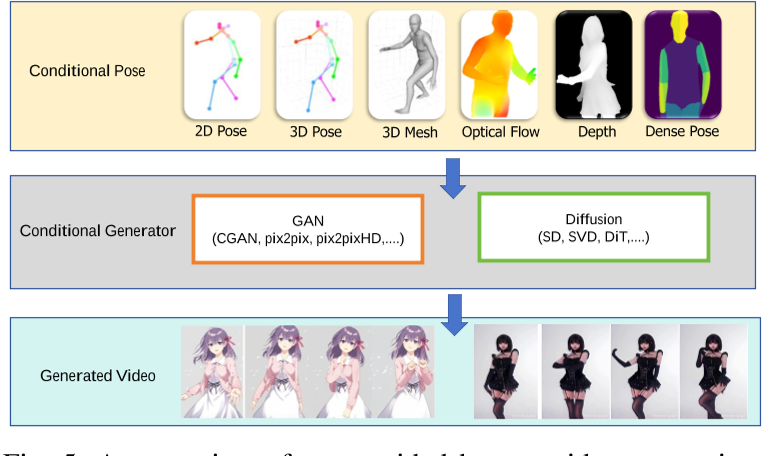 Conditional Pose
2D Pose
3D Pose
3D Mesh
Optical Flow
Depth
Dense Pose
Conditional Generator
GAN
(CGAN, pix2pix, pix2pixHD,....)
Diffusion
(SD, SVD, DiT,....)
Generated Video